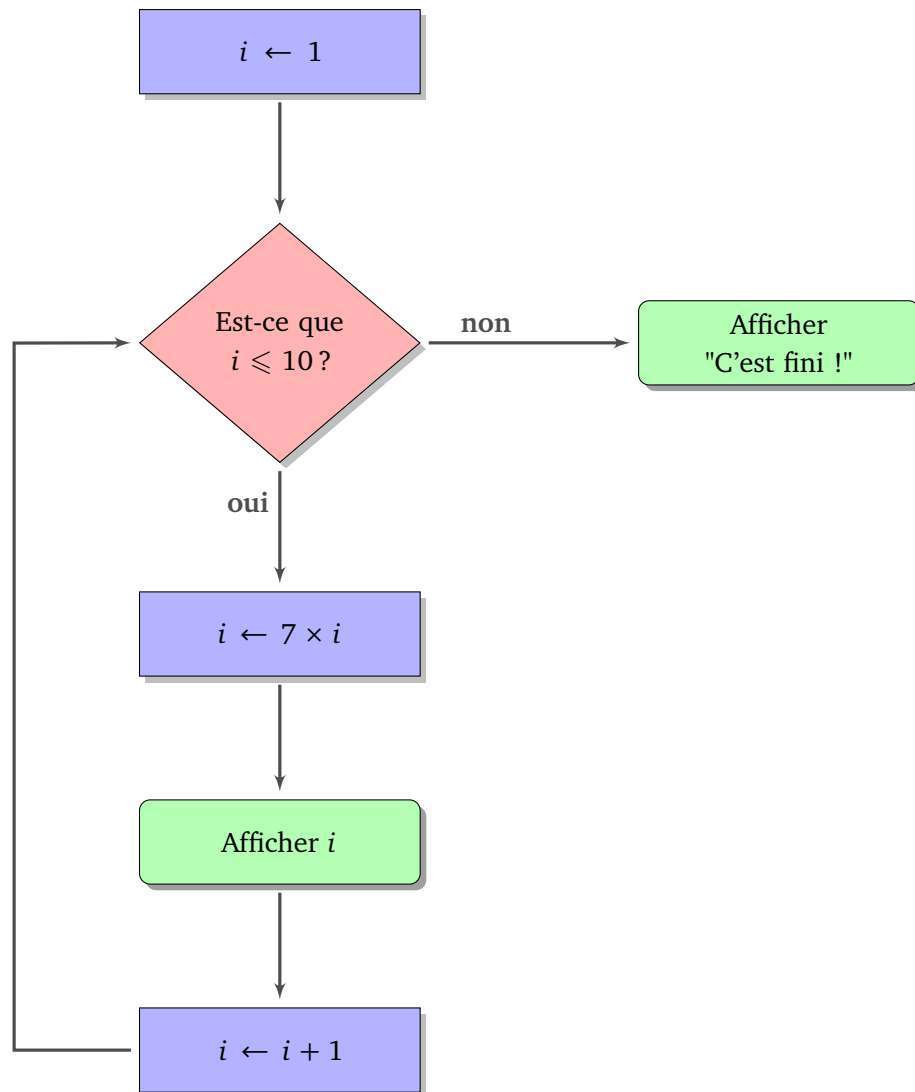 i ← 1
Est-ce que
i ⩽ 10 ?
non
Afficher
"C'est fini !"
oui
i ← 7 × i
Afficher i
i ← i + 1